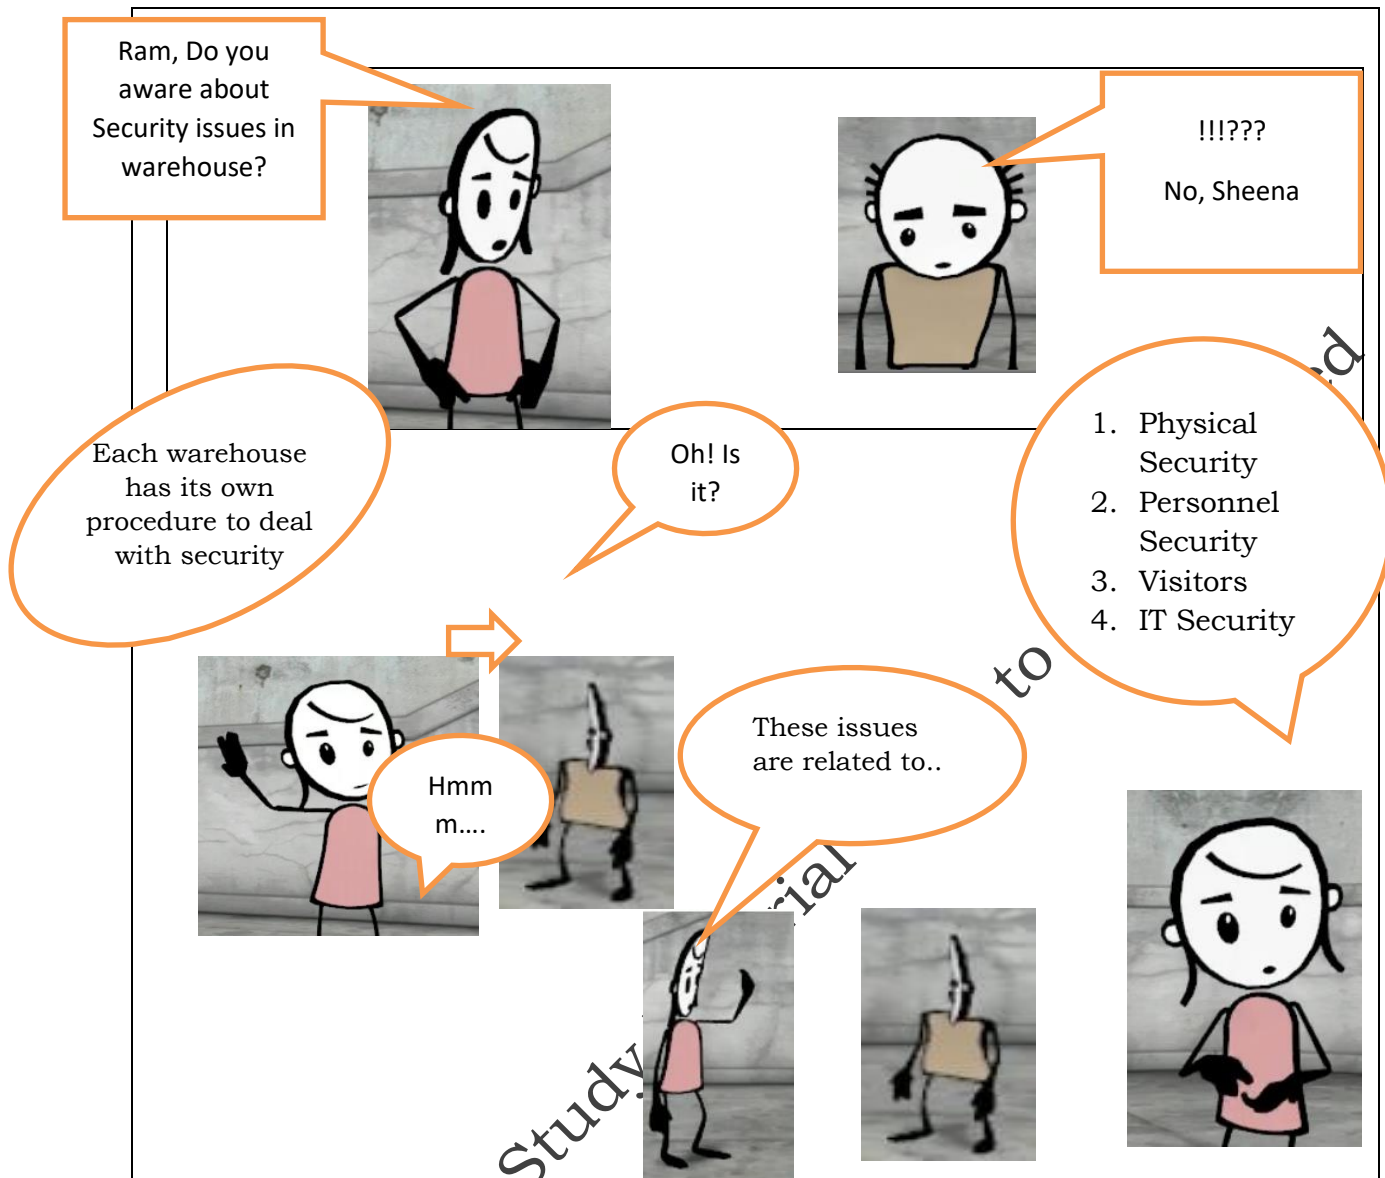 Ram, Do you
aware about
Security issues in
warehouse?
!!!???
No, Sheena
Each warehouse
has its own
procedure to deal
with security
Oh! Is
it?
1. Physical
Security
2. Personnel
Security
3. Visitors
4. IT Security
Hmm
m....
These issues
are related to..
Study
to